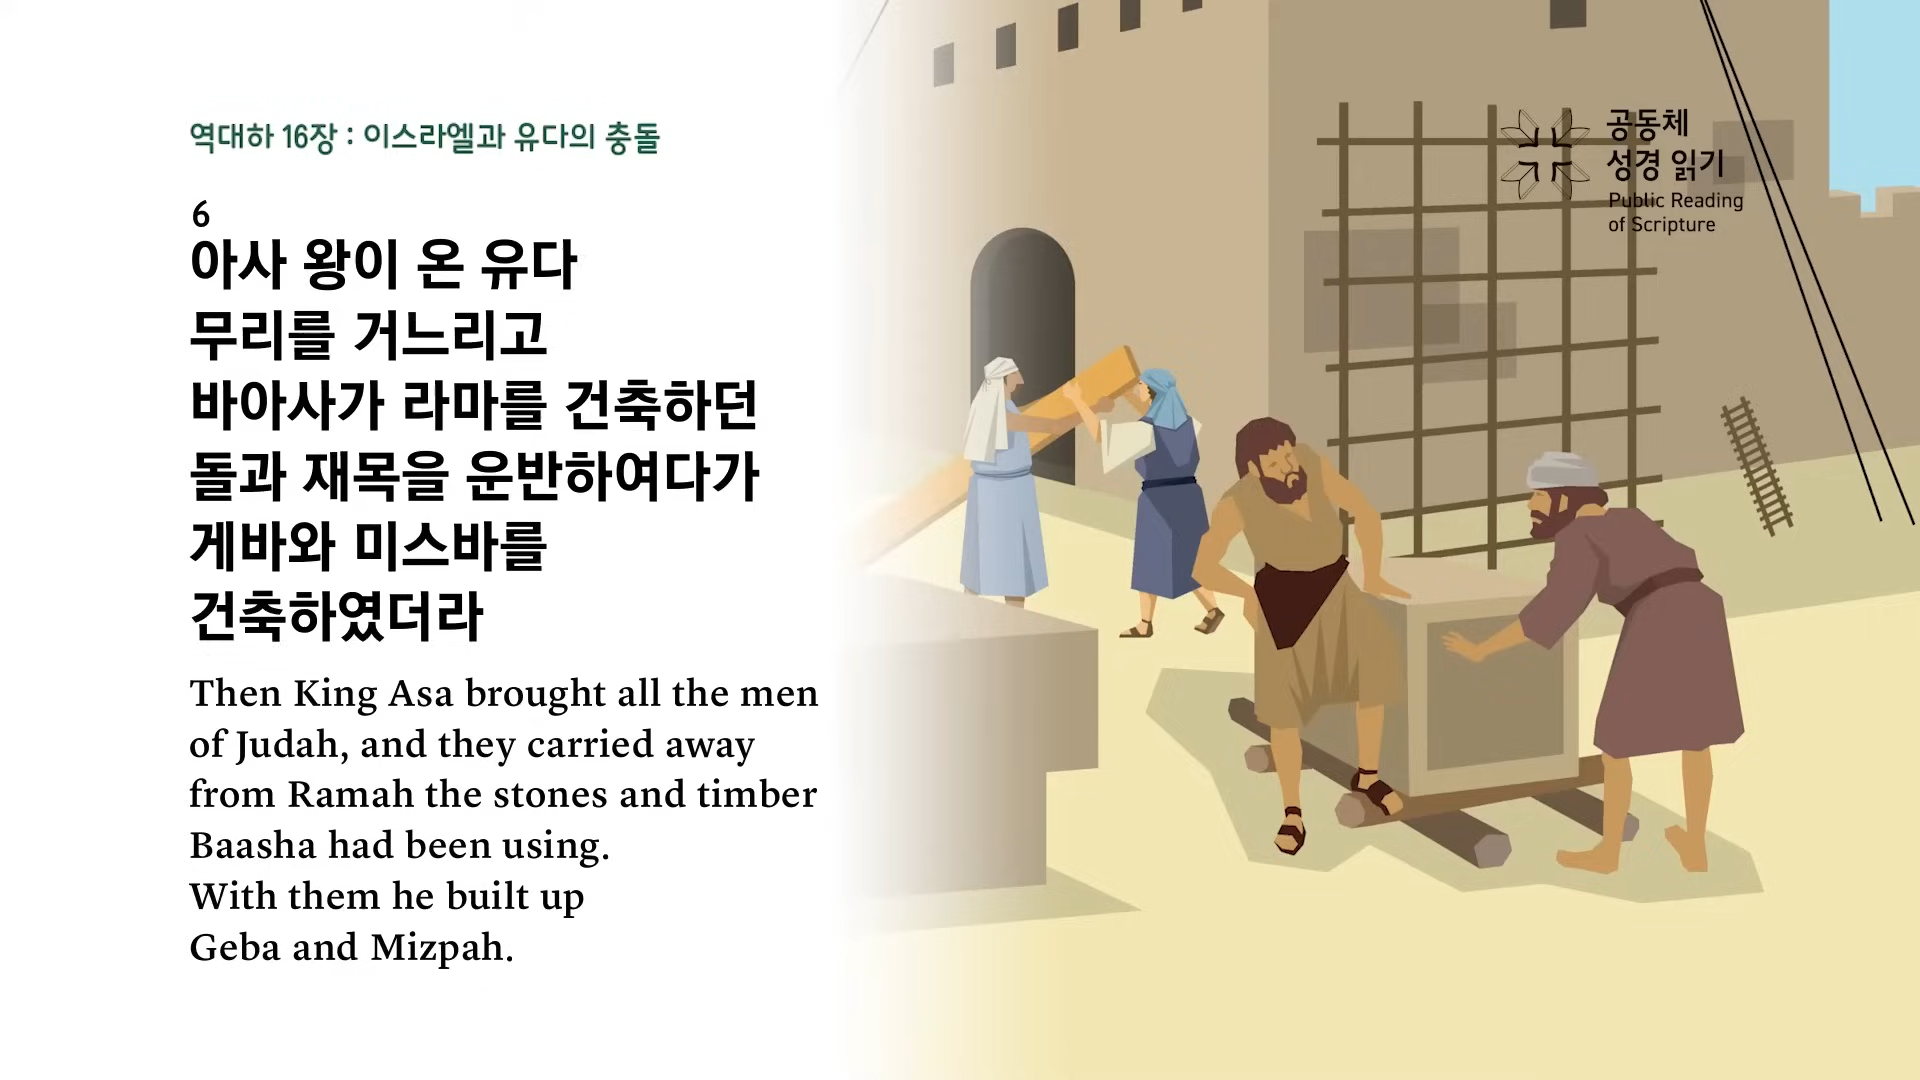 역대하 16장 : 이스라엘과 유다의 충돌
6
아사 왕이 온 유다
무리를 거느리고
바아사가 라마를 건축하던
돌과 재목을 운반하여다가
게바와 미스바를
건축하였더라
Then King Asa brought all the men
of Judah, and they carried away
from Ramah the stones and timber
Baasha had been using.
With them he built up
Geba and Mizpah.
공동체
성경 읽기
Public Reading
of Scripture